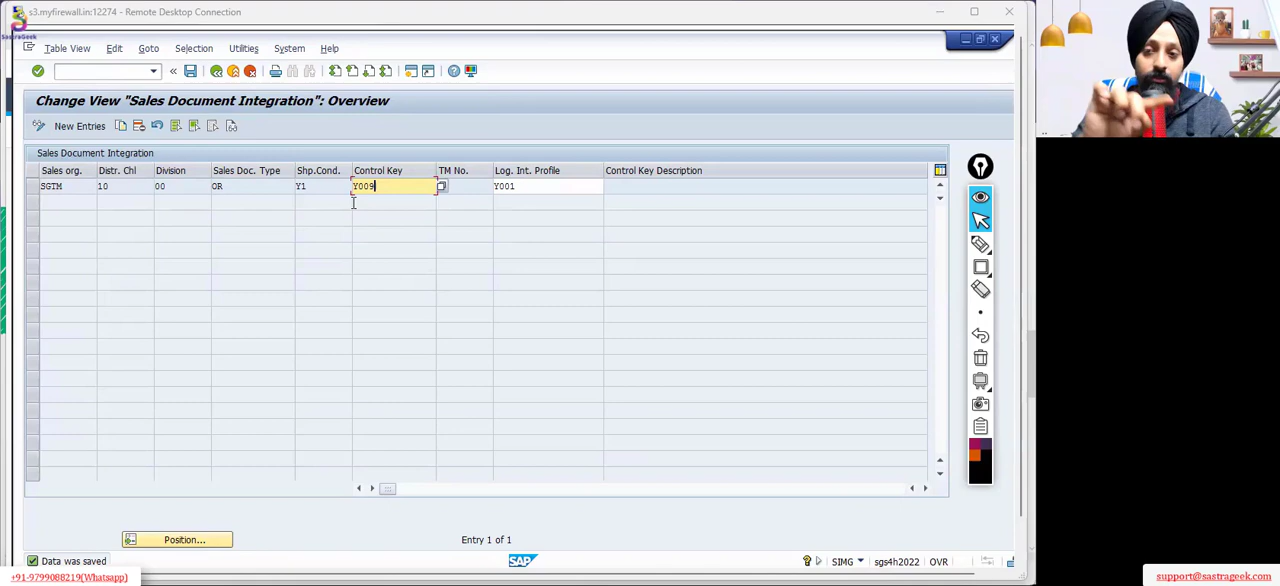 s3.myfirewall.in:12274 - Remote Desktop Connection
SastraGeek
Table View Edit Goto Selection Utilities System Help
Change View "Sales Document Integration": Overview
New Entries
Sales Document Integration
Sales org. Distr. Chl Division Sales Doc. Type Shp.Cond. Control Key TM No. Log. Int. Profile Control Key Description
SGTM 10 00 OR Y1 Y009 Y001
Position... Entry 1 of 1
Data was saved SAP SIMG sgs4h2022 OVR
+91-9799088219(Whatsapp) support@sastrageek.com